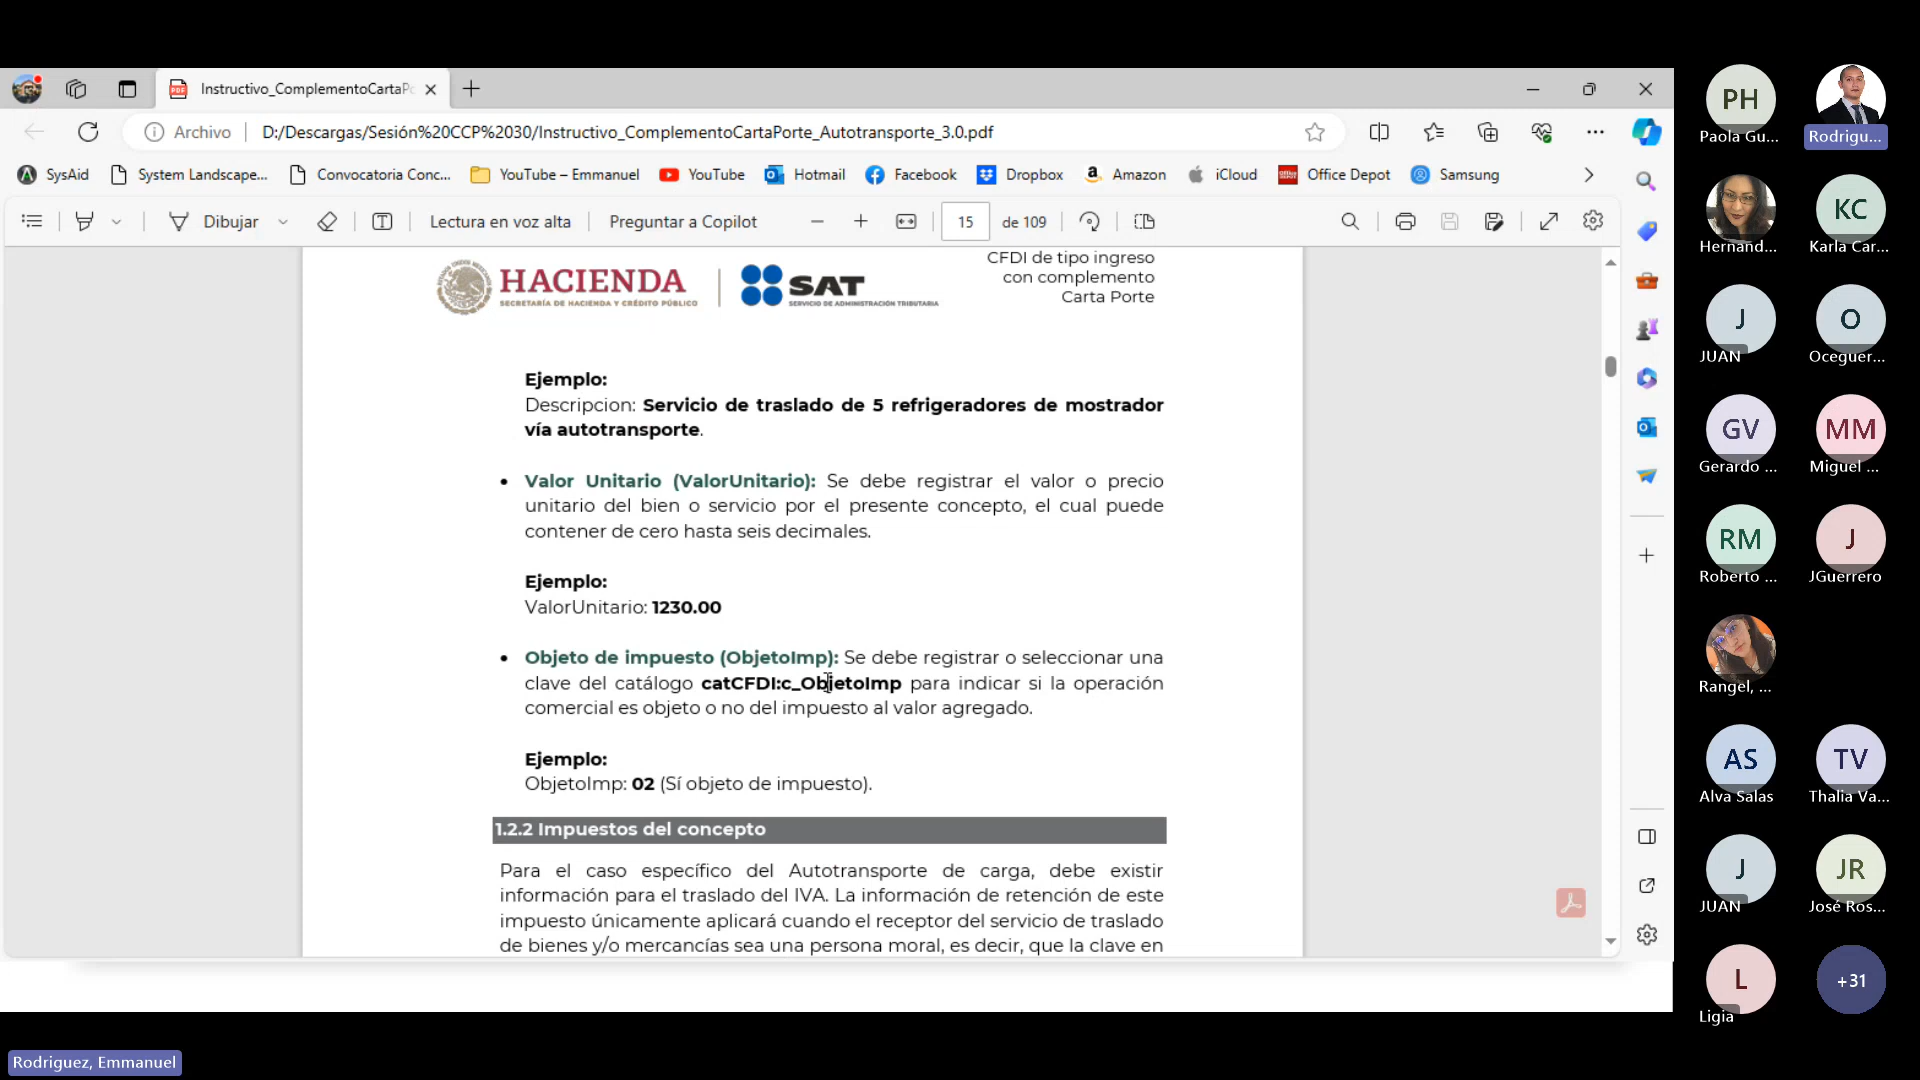 Instructivo_ComplementoCartaPo
Archivo
D:/Descargas/Sesión%20CCP%2030/Instructivo_ComplementoCartaPorte_Autotransporte_3.0.pdf
SysAid
System Landscape...
Convocatoria Conc...
YouTube – Emmanuel
YouTube
Hotmail
Facebook
Dropbox
Amazon
iCloud
Office Depot
Samsung
Dibujar
Lectura en voz alta
Preguntar a Copilot
15
de 109
HACIENDA
SECRETARÍA DE HACIENDA Y CRÉDITO PÚBLICO
SAT
SERVICIO DE ADMINISTRACIÓN TRIBUTARIA
CFDI de tipo ingreso
con complemento
Carta Porte
Ejemplo:
Descripcion: Servicio de traslado de 5 refrigeradores de mostrador
vía autotransporte.
• Valor Unitario (ValorUnitario): Se debe registrar el valor o precio
unitario del bien o servicio por el presente concepto, el cual puede
contener de cero hasta seis decimales.
Ejemplo:
ValorUnitario: 1230.00
• Objeto de impuesto (ObjetoImp): Se debe registrar o seleccionar una
clave del catálogo catCFDI:c_ObjetoImp para indicar si la operación
comercial es objeto o no del impuesto al valor agregado.
Ejemplo:
ObjetoImp: 02 (Sí objeto de impuesto).
1.2.2 Impuestos del concepto
Para el caso específico del Autotransporte de carga, debe existir
información para el traslado del IVA. La información de retención de este
impuesto únicamente aplicará cuando el receptor del servicio de traslado
de bienes y/o mercancías sea una persona moral, es decir, que la clave en
PH
Paola Gu...
Rodrigu...
Hernánd...
KC
Karla Car...
J
JUAN
O
Oceguer...
GV
Gerardo ...
MM
Miguel ...
RM
Roberto ...
J
JGuerrero
Rangel, ...
AS
Alva Salas
TV
Thalia Va...
J
JUAN
JR
José Ros...
L
Ligia
+31
Rodriguez, Emmanuel